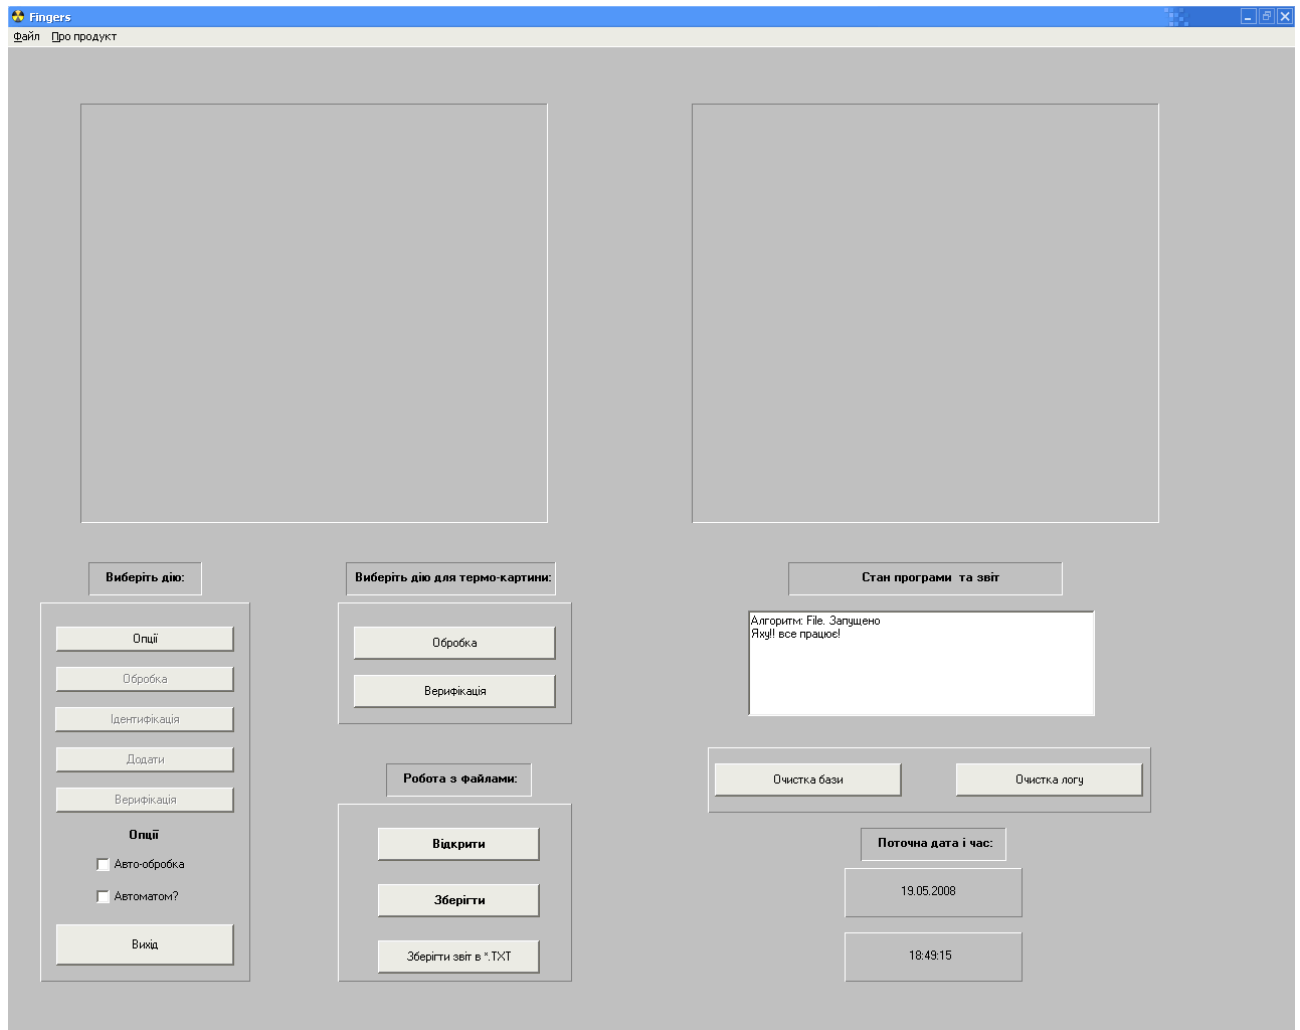 Fingers
Файл Про продукт
Виберіть дію:
Опції
Обробка
Ідентифікація
Додати
Верифікація
Опції
Авто-обробка
Автоматом?
Вихід
Виберіть дію для термо-картини:
Обробка
Верифікація
Робота з файлами:
Відкрити
Зберігти
Зберігти звіт в *.TXT
Стан програми та звіт
Алгоритм: File. Запущено
Яху!! все працює!
Очистка бази
Очистка логу
Поточна дата і час:
19.05.2008
18:49:15